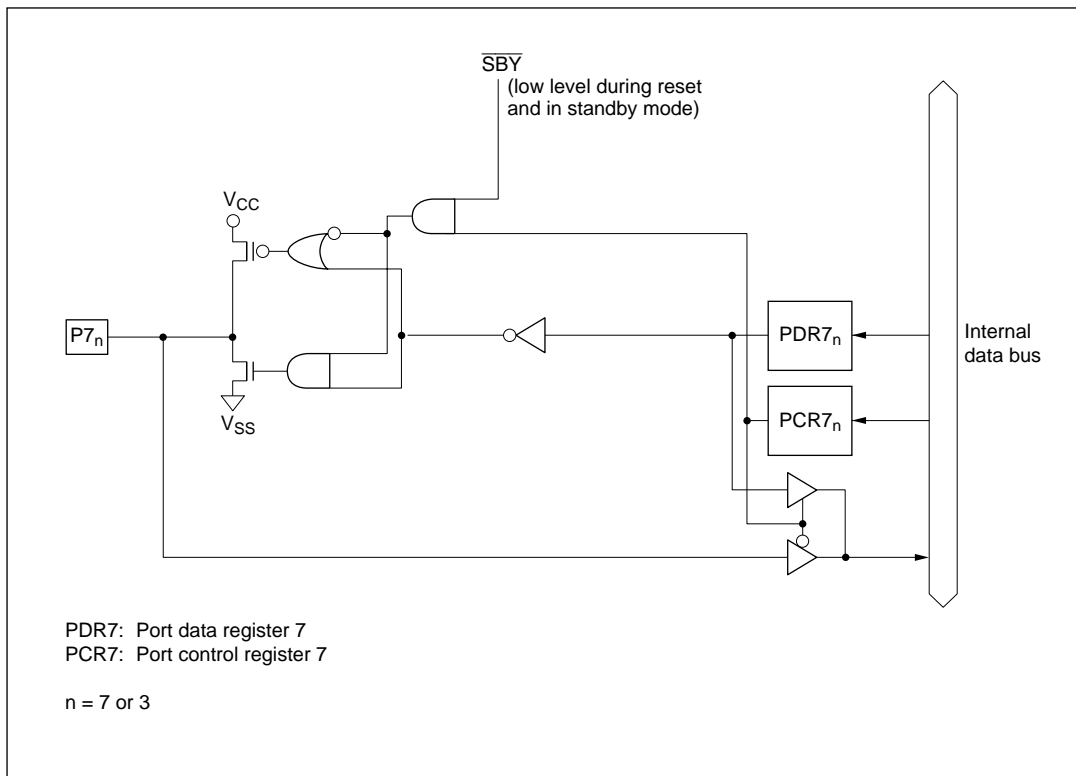 SBY
(low level during reset
and in standby mode)
VCC
P7n
VSS
PDR7n
PCR7n
Internal
data bus
PDR7: Port data register 7
PCR7: Port control register 7
n = 7 or 3